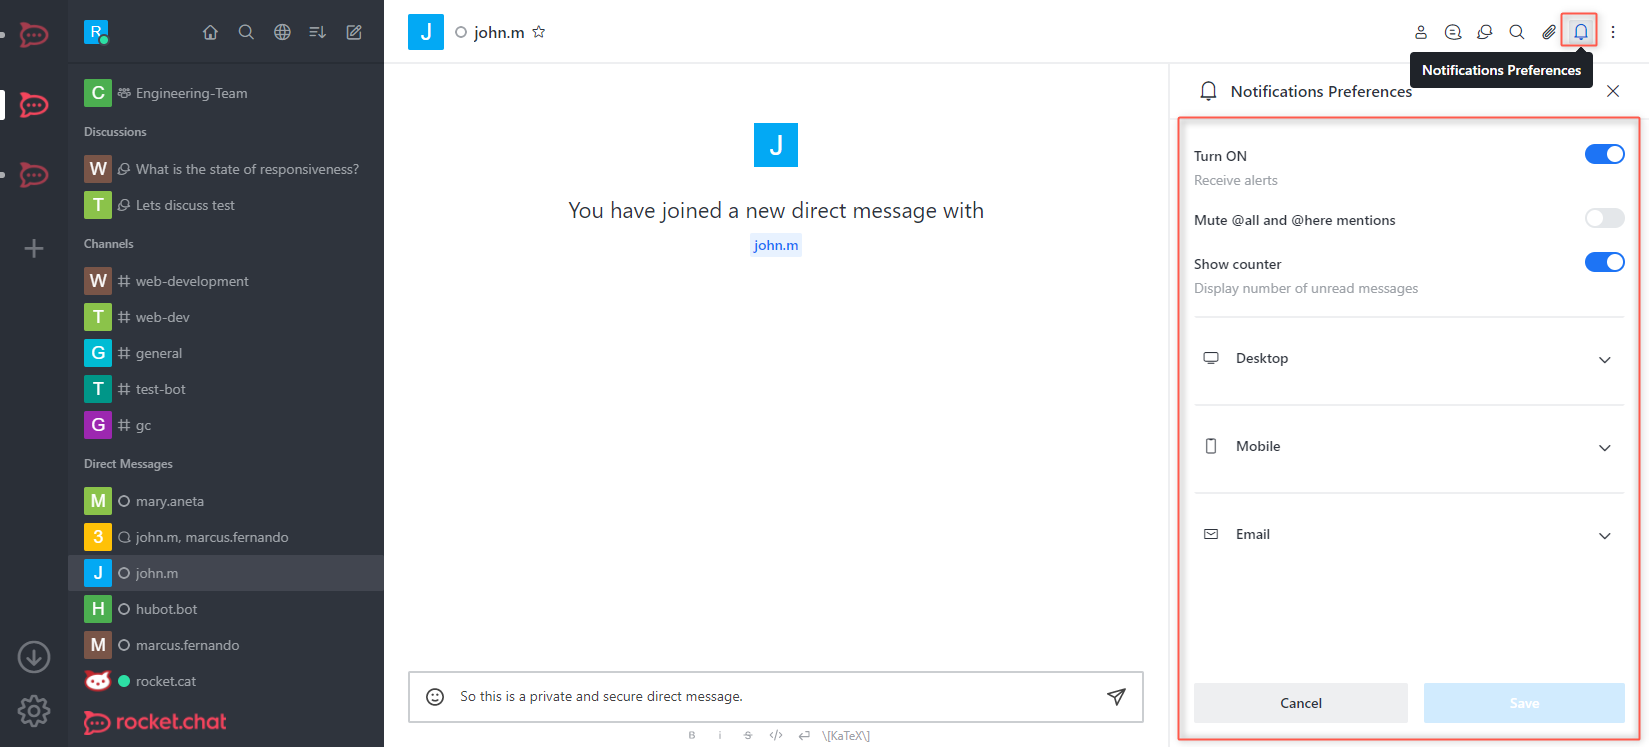 R
C Engineering-Team
Discussions
W What is the state of responsiveness?
T Lets discuss test
Channels
W web-development
T web-dev
G general
T test-bot
G gc
Direct Messages
M mary.aneta
3 john.m, marcus.fernando
J john.m
H hubot.bot
M marcus.fernando
rocket.cat
rocket.chat
J john.m
J
You have joined a new direct message with
john.m
So this is a private and secure direct message.
B i S </> \[KaTeX\]
Notifications Preferences
Notifications Preferences
Turn ON
Receive alerts
Mute @all and @here mentions
Show counter
Display number of unread messages
Desktop
Mobile
Email
Cancel Save